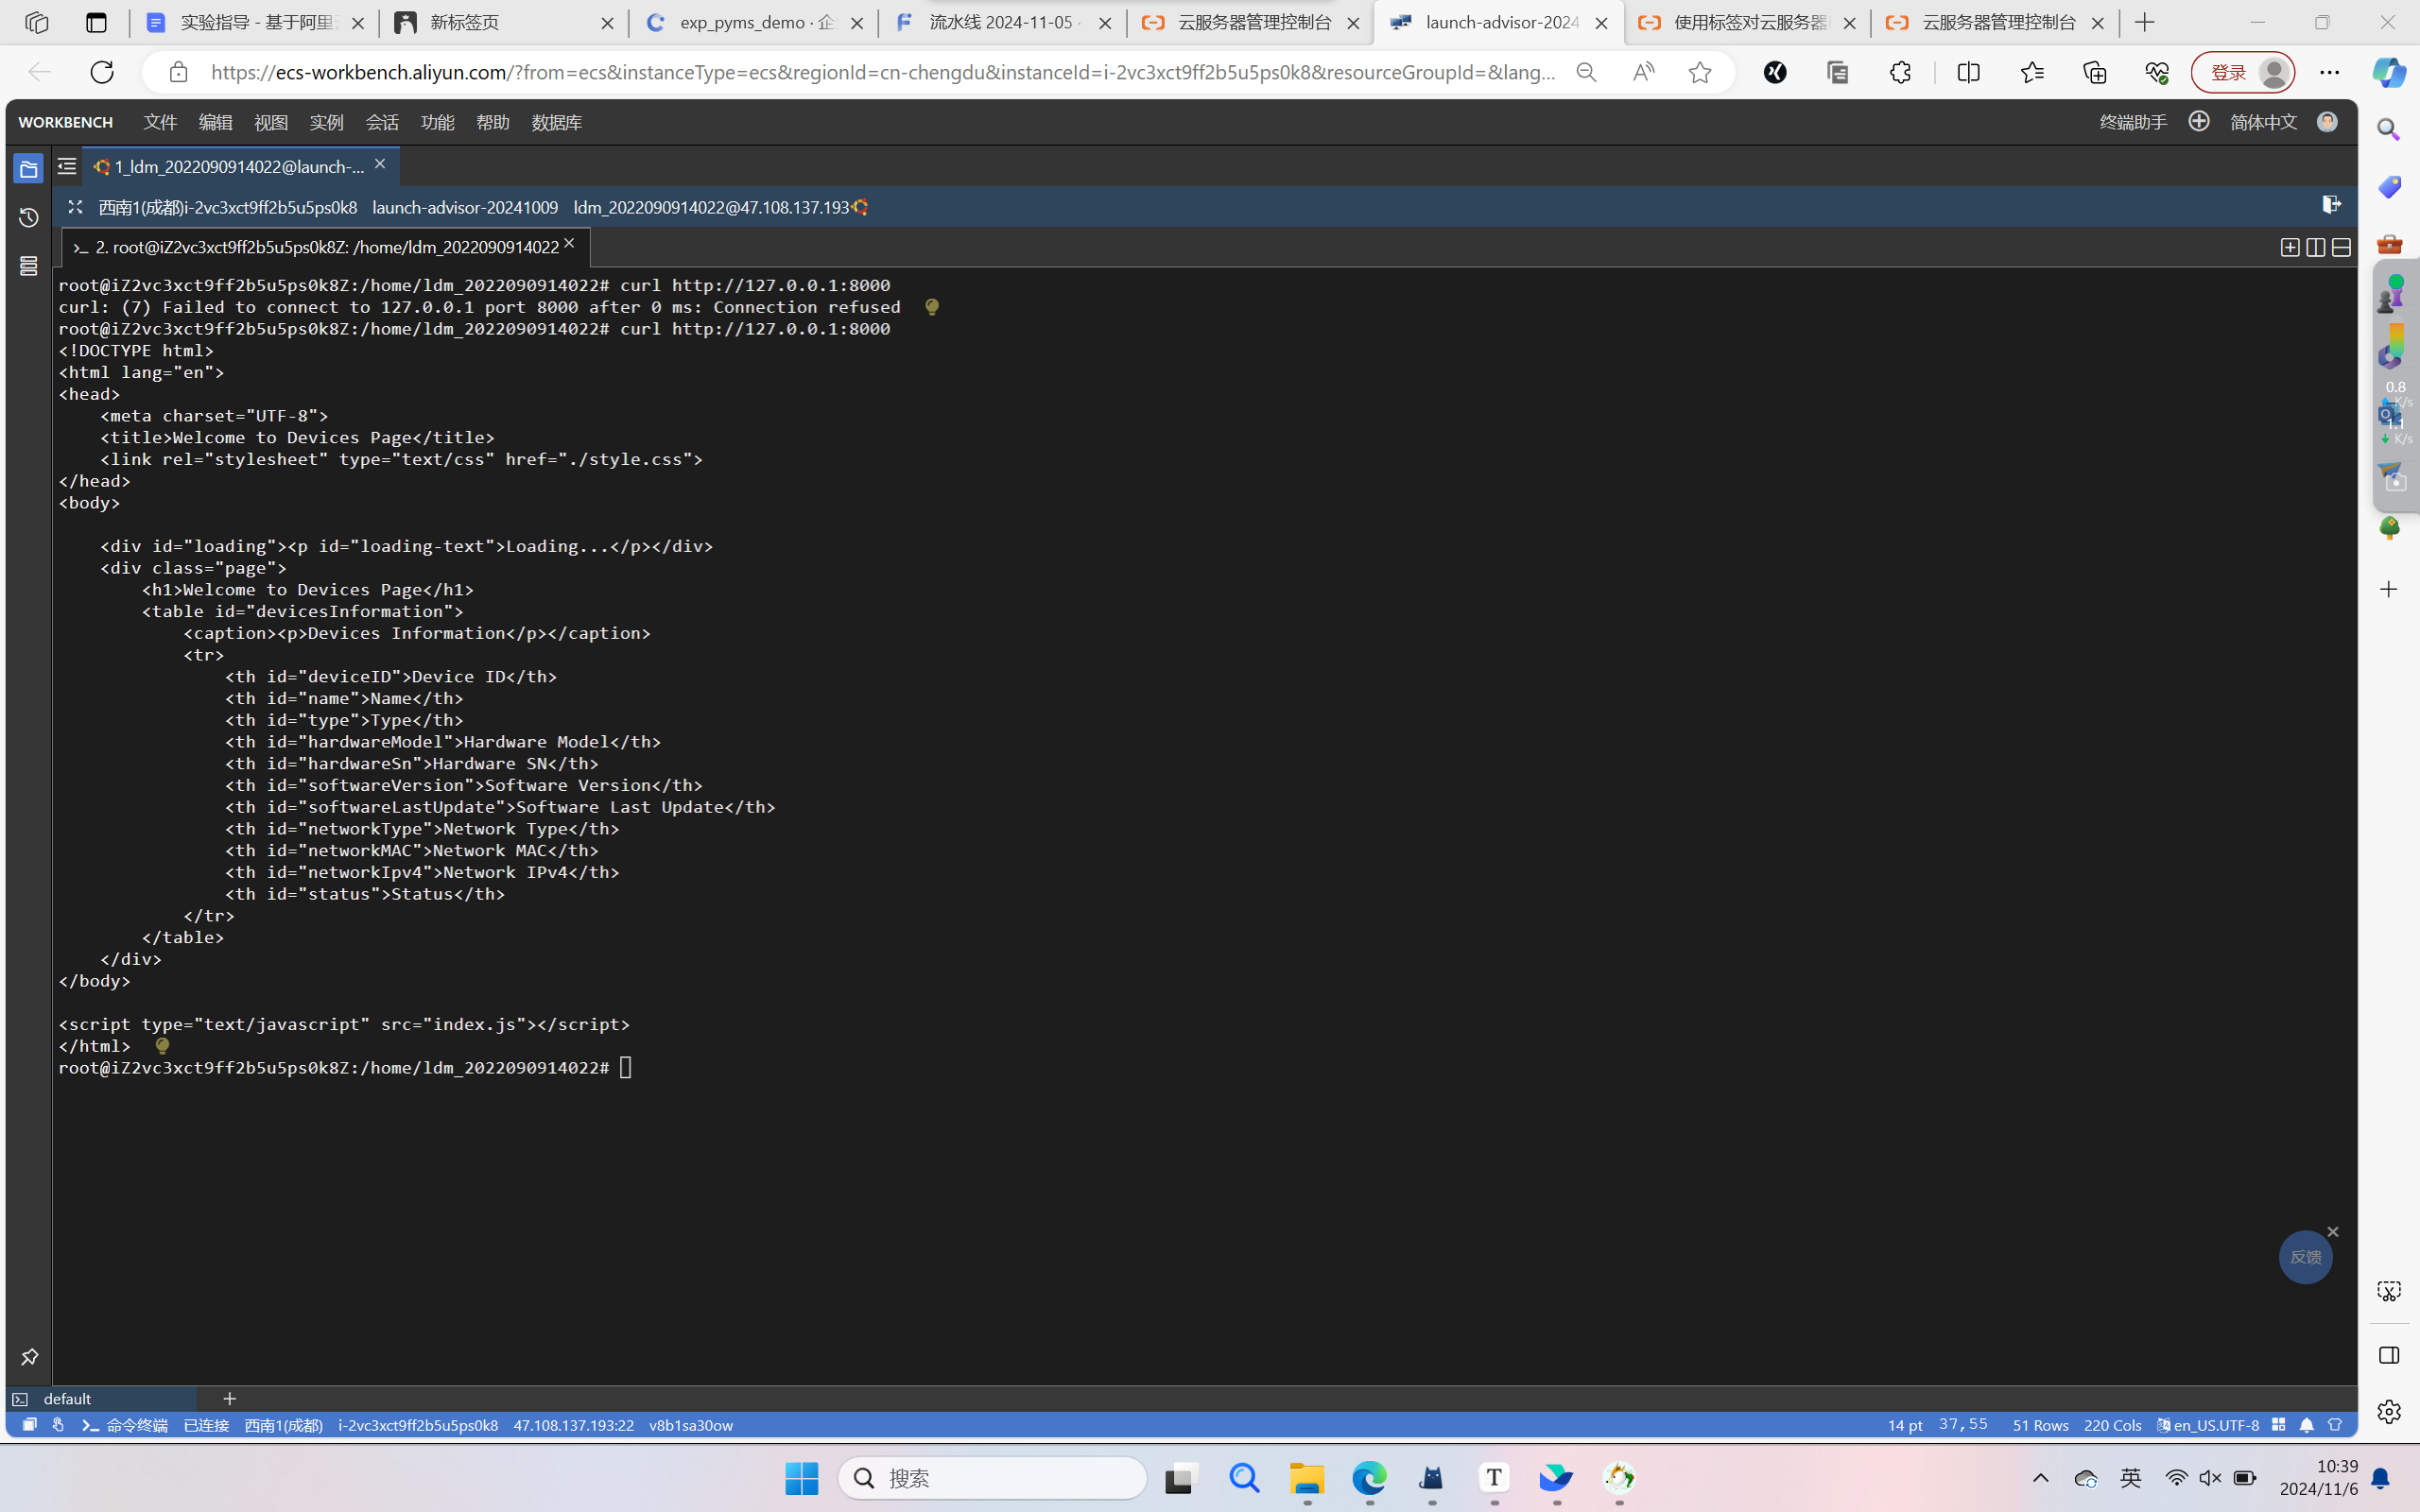 实验指导 - 基于阿里
新标签页
exp_pyms_demo · 企
流水线 2024-11-05 ·
云服务器管理控制台
launch-advisor-2024
使用标签对云服务器
云服务器管理控制台
https://ecs-workbench.aliyun.com/?from=ecs&instanceType=ecs&regionId=cn-chengdu&instanceId=i-2vc3xct9ff2b5u5ps0k8&resourceGroupId=&lang...
登录
WORKBENCH 文件 编辑 视图 实例 会话 功能 帮助 数据库
终端助手 简体中文
1_ldm_2022090914022@launch-...
西南1(成都)i-2vc3xct9ff2b5u5ps0k8 launch-advisor-20241009 ldm_2022090914022@47.108.137.193
2. root@iZ2vc3xct9ff2b5u5ps0k8Z: /home/ldm_2022090914022
root@iZ2vc3xct9ff2b5u5ps0k8Z:/home/ldm_2022090914022# curl http://127.0.0.1:8000
curl: (7) Failed to connect to 127.0.0.1 port 8000 after 0 ms: Connection refused
root@iZ2vc3xct9ff2b5u5ps0k8Z:/home/ldm_2022090914022# curl http://127.0.0.1:8000
<!DOCTYPE html>
<html lang="en">
<head>
    <meta charset="UTF-8">
    <title>Welcome to Devices Page</title>
    <link rel="stylesheet" type="text/css" href="./style.css">
</head>
<body>
    <div id="loading"><p id="loading-text">Loading...</p></div>
    <div class="page">
        <h1>Welcome to Devices Page</h1>
        <table id="devicesInformation">
            <caption><p>Devices Information</p></caption>
            <tr>
                <th id="deviceID">Device ID</th>
                <th id="name">Name</th>
                <th id="type">Type</th>
                <th id="hardwareModel">Hardware Model</th>
                <th id="hardwareSn">Hardware SN</th>
                <th id="softwareVersion">Software Version</th>
                <th id="softwareLastUpdate">Software Last Update</th>
                <th id="networkType">Network Type</th>
                <th id="networkMAC">Network MAC</th>
                <th id="networkIpv4">Network IPv4</th>
                <th id="status">Status</th>
            </tr>
        </table>
    </div>
</body>
<script type="text/javascript" src="index.js"></script>
</html>
root@iZ2vc3xct9ff2b5u5ps0k8Z:/home/ldm_2022090914022#
0.8
K/s
1.1
K/s
反馈
default
命令终端 已连接 西南1(成都) i-2vc3xct9ff2b5u5ps0k8 47.108.137.193:22 v8b1sa30ow
14 pt 37,55 51 Rows 220 Cols en_US.UTF-8
搜索
英
10:39
2024/11/6